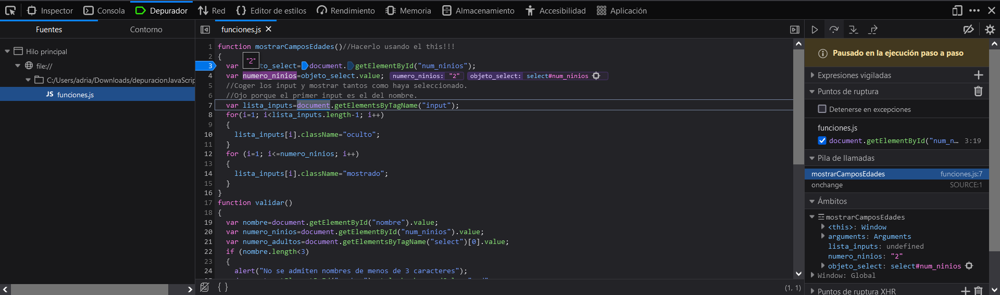 Inspector Consola Depurador Red Editor de estilos Rendimiento Memoria Almacenamiento Accesibilidad Aplicación
Fuentes Contorno
Hilo principal
file://
C:/Users/adria/Downloads/depuracionJavaScrip
JS funciones.js
funciones.js
1 function mostrarCamposEdades()//Hacerlo usando el this!!!
2 {
"2"
3 var jeto_select=document.getElementById("num_ninios");
4 var numero_ninios=objeto_select.value; numero_ninios: "2" objeto_select: select#num_ninios
5 //Coger los input y mostrar tantos como haya seleccionado.
6 //Ojo porque el primer input es el del nombre.
7 var lista_inputs=document.getElementsByTagName("input");
8 for(i=1; i<lista_inputs.length-1; i++)
9 {
10 lista_inputs[i].className="oculto";
11 }
12 for (i=1; i<=numero_ninios; i++)
13 {
14 lista_inputs[i].className="mostrado";
15 }
16 }
17 function validar()
18 {
19 var nombre=document.getElementById("nombre").value;
20 var numero_ninios=document.getElementById("num_ninios").value;
21 var numero_adultos=document.getElementsByTagName("select")[0].value;
22 if (nombre.length<3)
23 {
24 alert("No se admiten nombres de menos de 3 caracteres");
{ } (1, 1)
Pausado en la ejecución paso a paso
Expresiones vigiladas
Puntos de ruptura
Detenerse en excepciones
funciones.js
document.getElementById("num_n… 3:19
Pila de llamadas
mostrarCamposEdades funciones.js:7
onchange SOURCE:1
Ámbitos
mostrarCamposEdades
<this>: Window
arguments: Arguments
lista_inputs: undefined
numero_ninios: "2"
objeto_select: select#num_ninios
Window: Global
Puntos de ruptura XHR